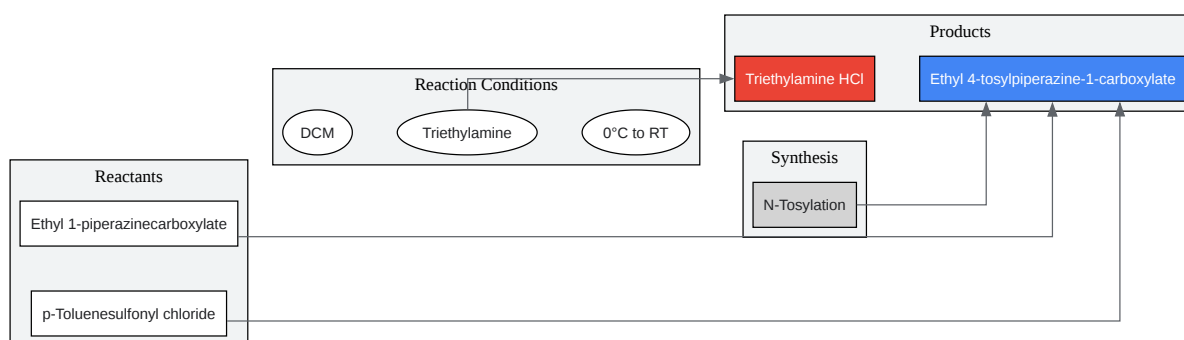 Products
Triethylamine HCl
Ethyl 4-tosylpiperazine-1-carboxylate
Reaction Conditions
DCM
Triethylamine
0°C to RT
Synthesis
N-Tosylation
Reactants
Ethyl 1-piperazinecarboxylate
p-Toluenesulfonyl chloride